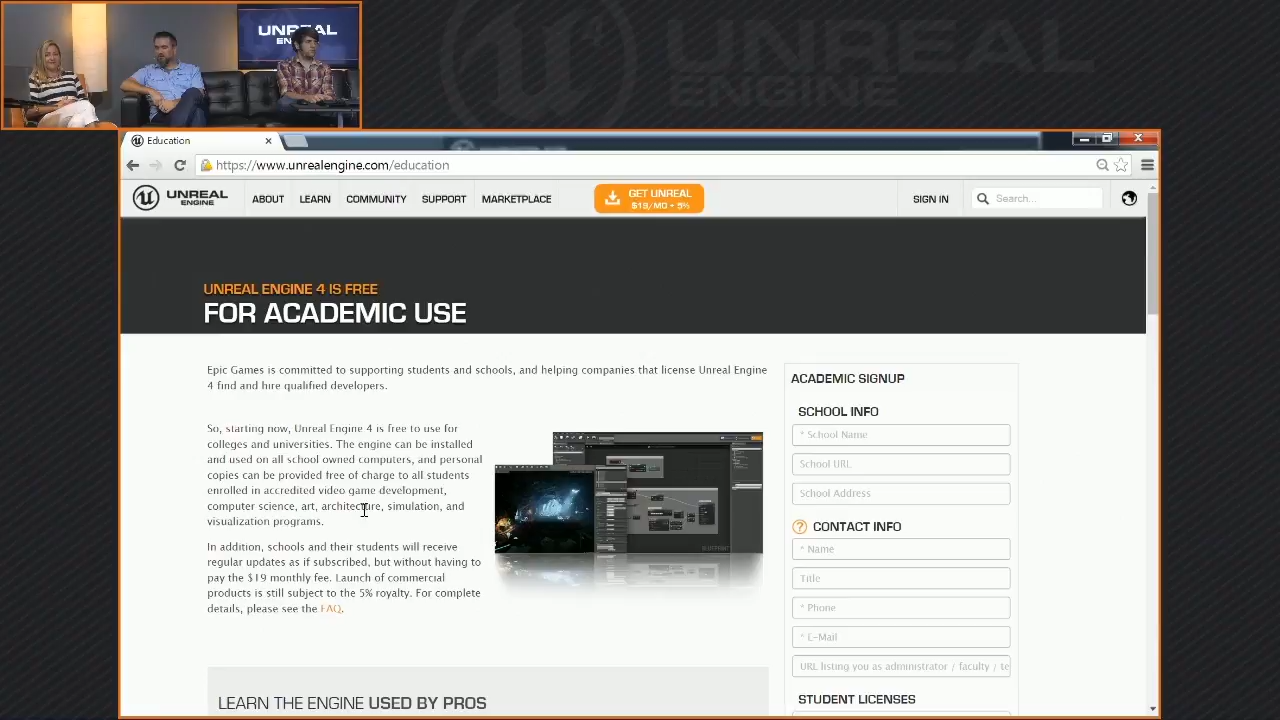 UNREAL
ENGINE
UNREAL
ENGINE
Education
https://www.unrealengine.com/education
UNREAL
ENGINE
ABOUT
LEARN
COMMUNITY
SUPPORT
MARKETPLACE
GET UNREAL
$19/MO + 5%
SIGN IN
Search...
UNREAL ENGINE 4 IS FREE
FOR ACADEMIC USE
Epic Games is committed to supporting students and schools, and helping companies that license Unreal Engine
4 find and hire qualified developers.
So, starting now, Unreal Engine 4 is free to use for
colleges and universities. The engine can be installed
and used on all school owned computers, and personal
copies can be provided free of charge to all students
enrolled in accredited video game development,
computer science, art, architecture, simulation, and
visualization programs.
In addition, schools and their students will receive
regular updates as if subscribed, but without having to
pay the $19 monthly fee. Launch of commercial
products is still subject to the 5% royalty. For complete
details, please see the FAQ.
BLUEPRINT
LEARN THE ENGINE USED BY PROS
ACADEMIC SIGNUP
SCHOOL INFO
* School Name
School URL
School Address
? CONTACT INFO
* Name
Title
* Phone
* E-Mail
URL listing you as administrator / faculty / te
STUDENT LICENSES